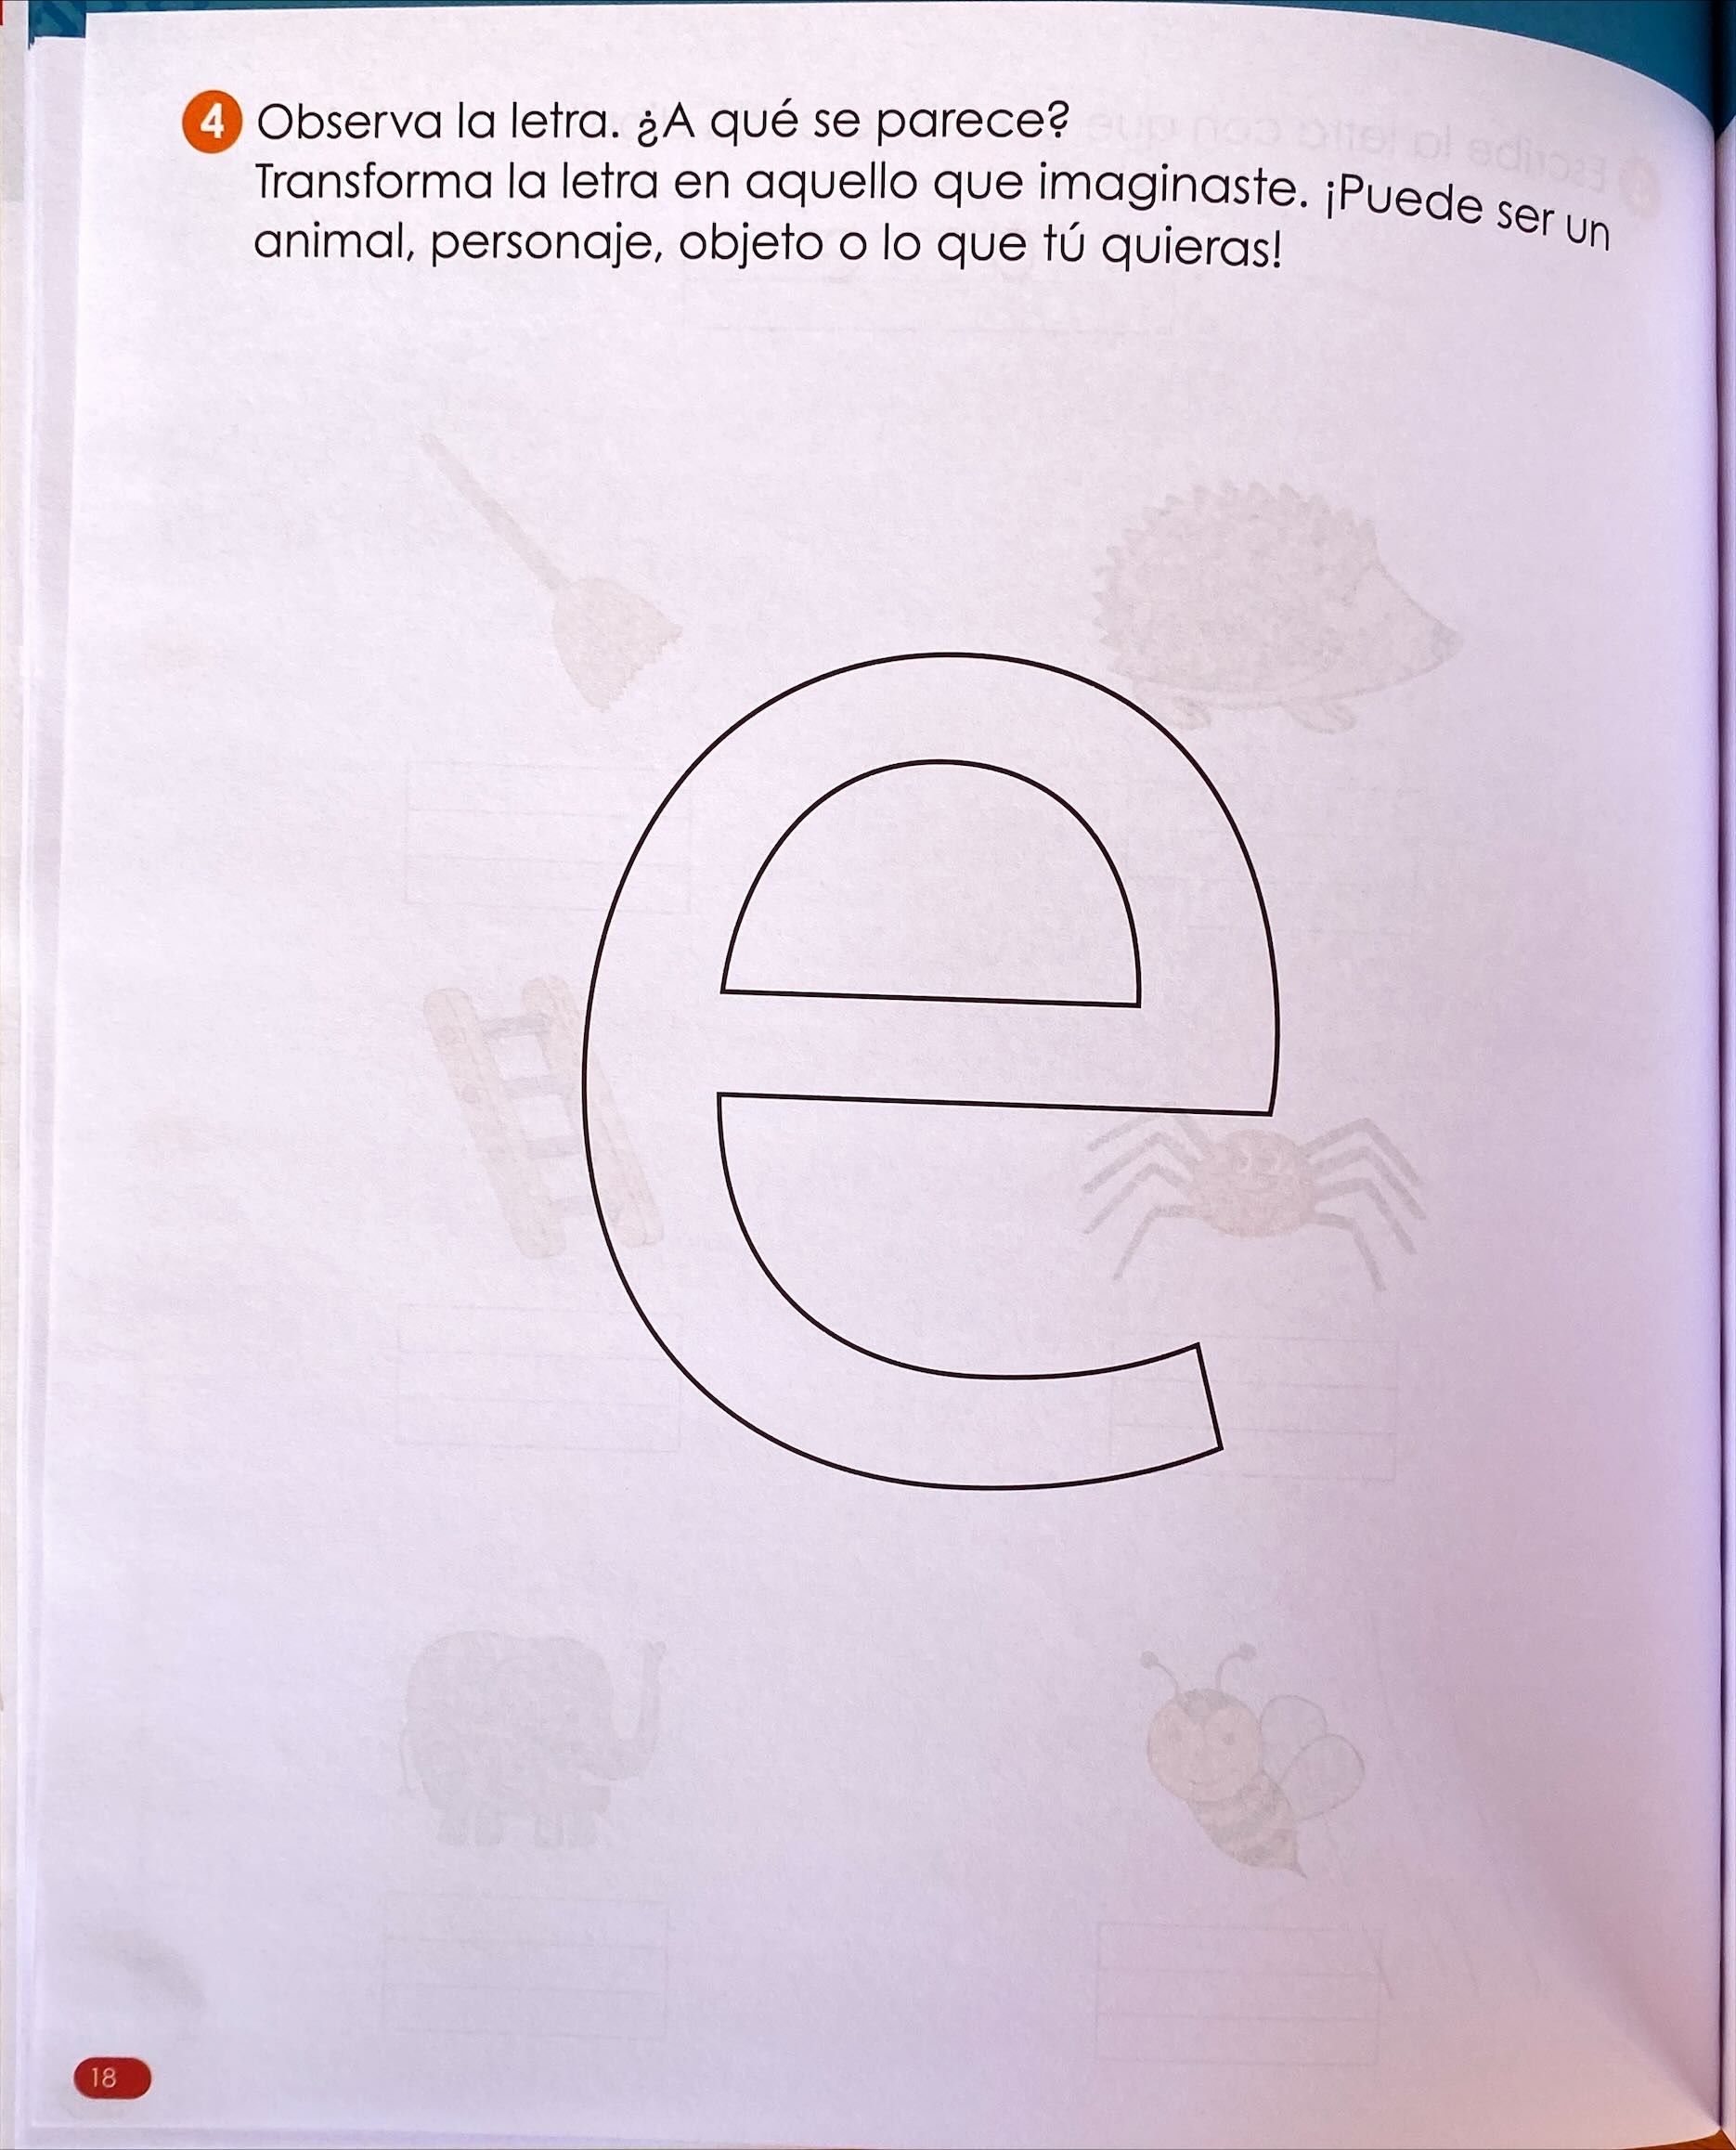 4 Observa la letra. ¿A qué se parece?
Transforma la letra en aquello que imaginaste. ¡Puede ser un
animal, personaje, objeto o lo que tú quieras!
e
18